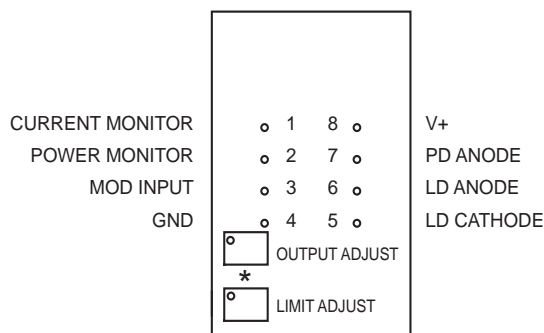 CURRENT MONITOR 1 8 V+
POWER MONITOR 2 7 PD ANODE
MOD INPUT 3 6 LD ANODE
GND 4 5 LD CATHODE
OUTPUT ADJUST
*
LIMIT ADJUST